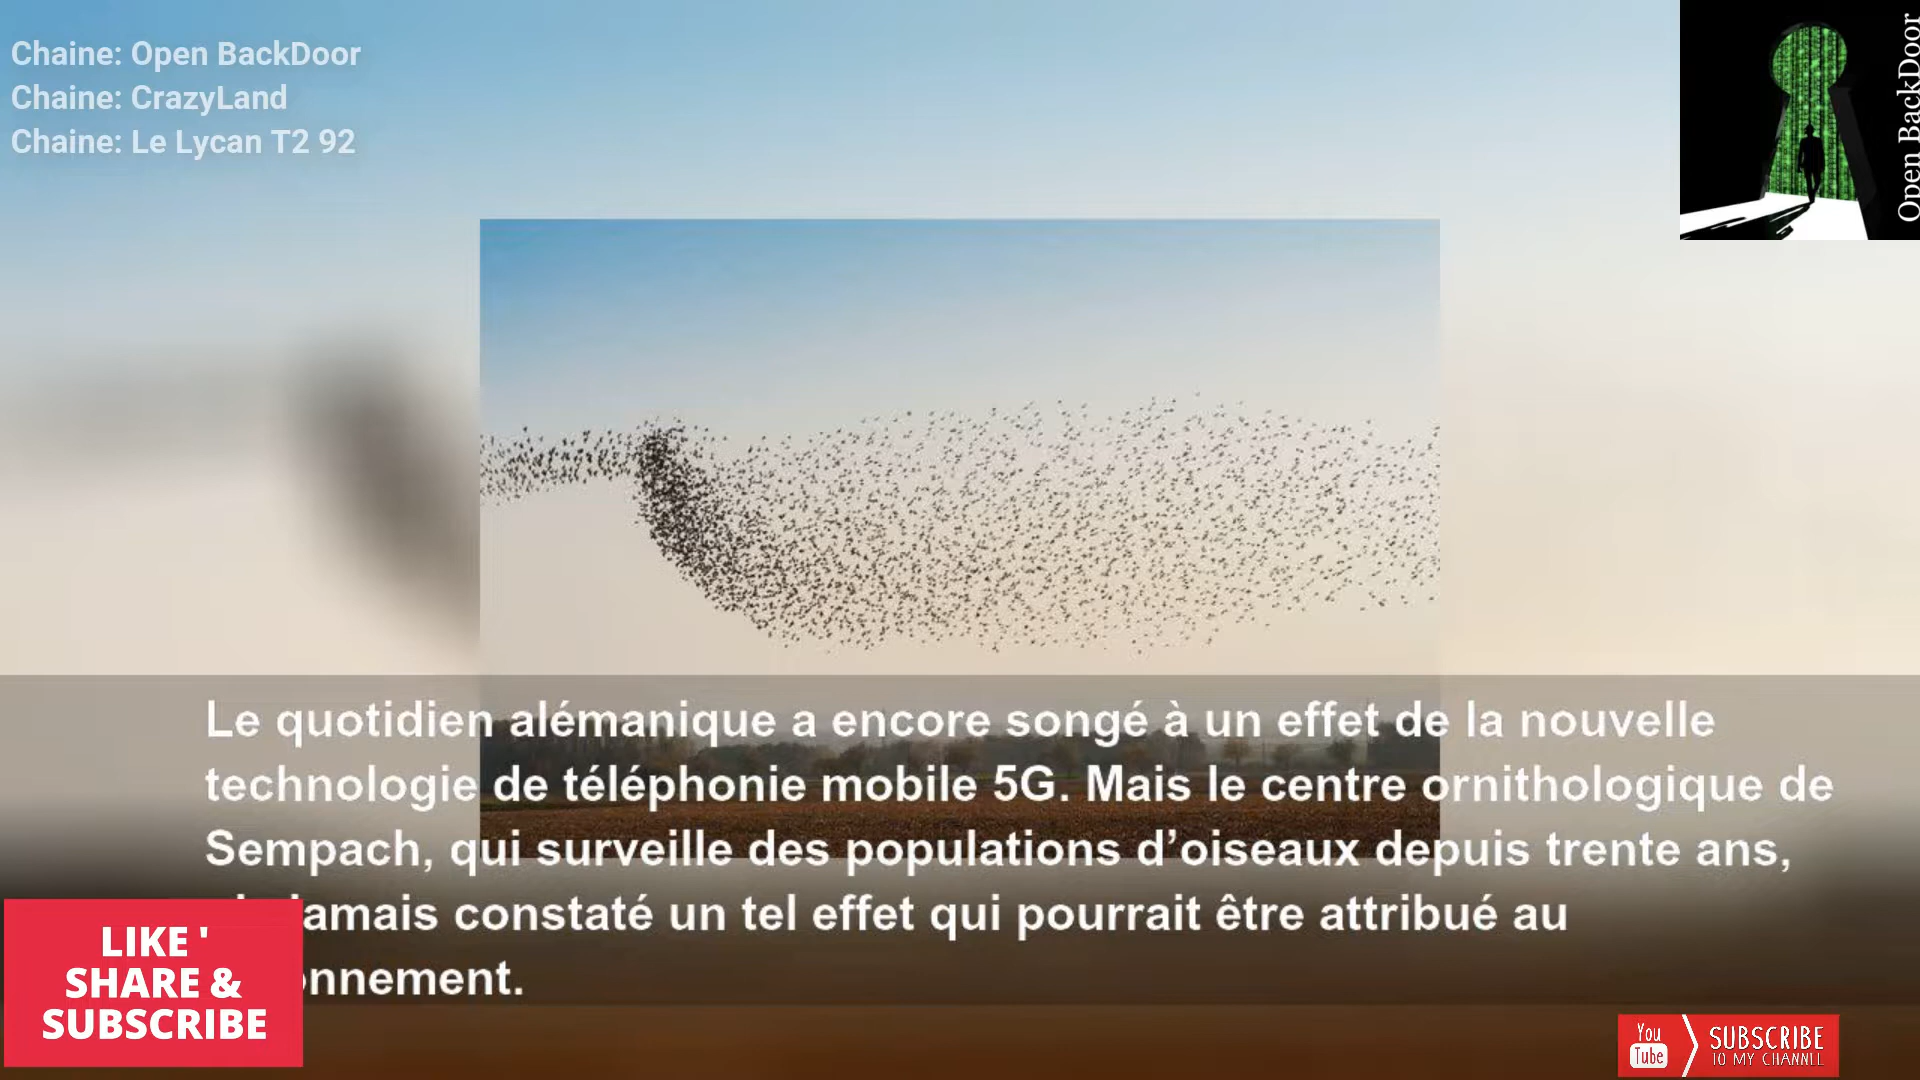 Chaine: Open BackDoor
Chaine: CrazyLand
Chaine: Le Lycan T2 92
Open BackDoor
Le quotidien alémanique a encore songé à un effet de la nouvelle
technologie de téléphonie mobile 5G. Mais le centre ornithologique de
Sempach, qui surveille des populations d’oiseaux depuis trente ans,
jamais constaté un tel effet qui pourrait être attribué au
onnement.
LIKE '
SHARE &
SUBSCRIBE
You
Tube
SUBSCRIBE
TO MY CHANNEL